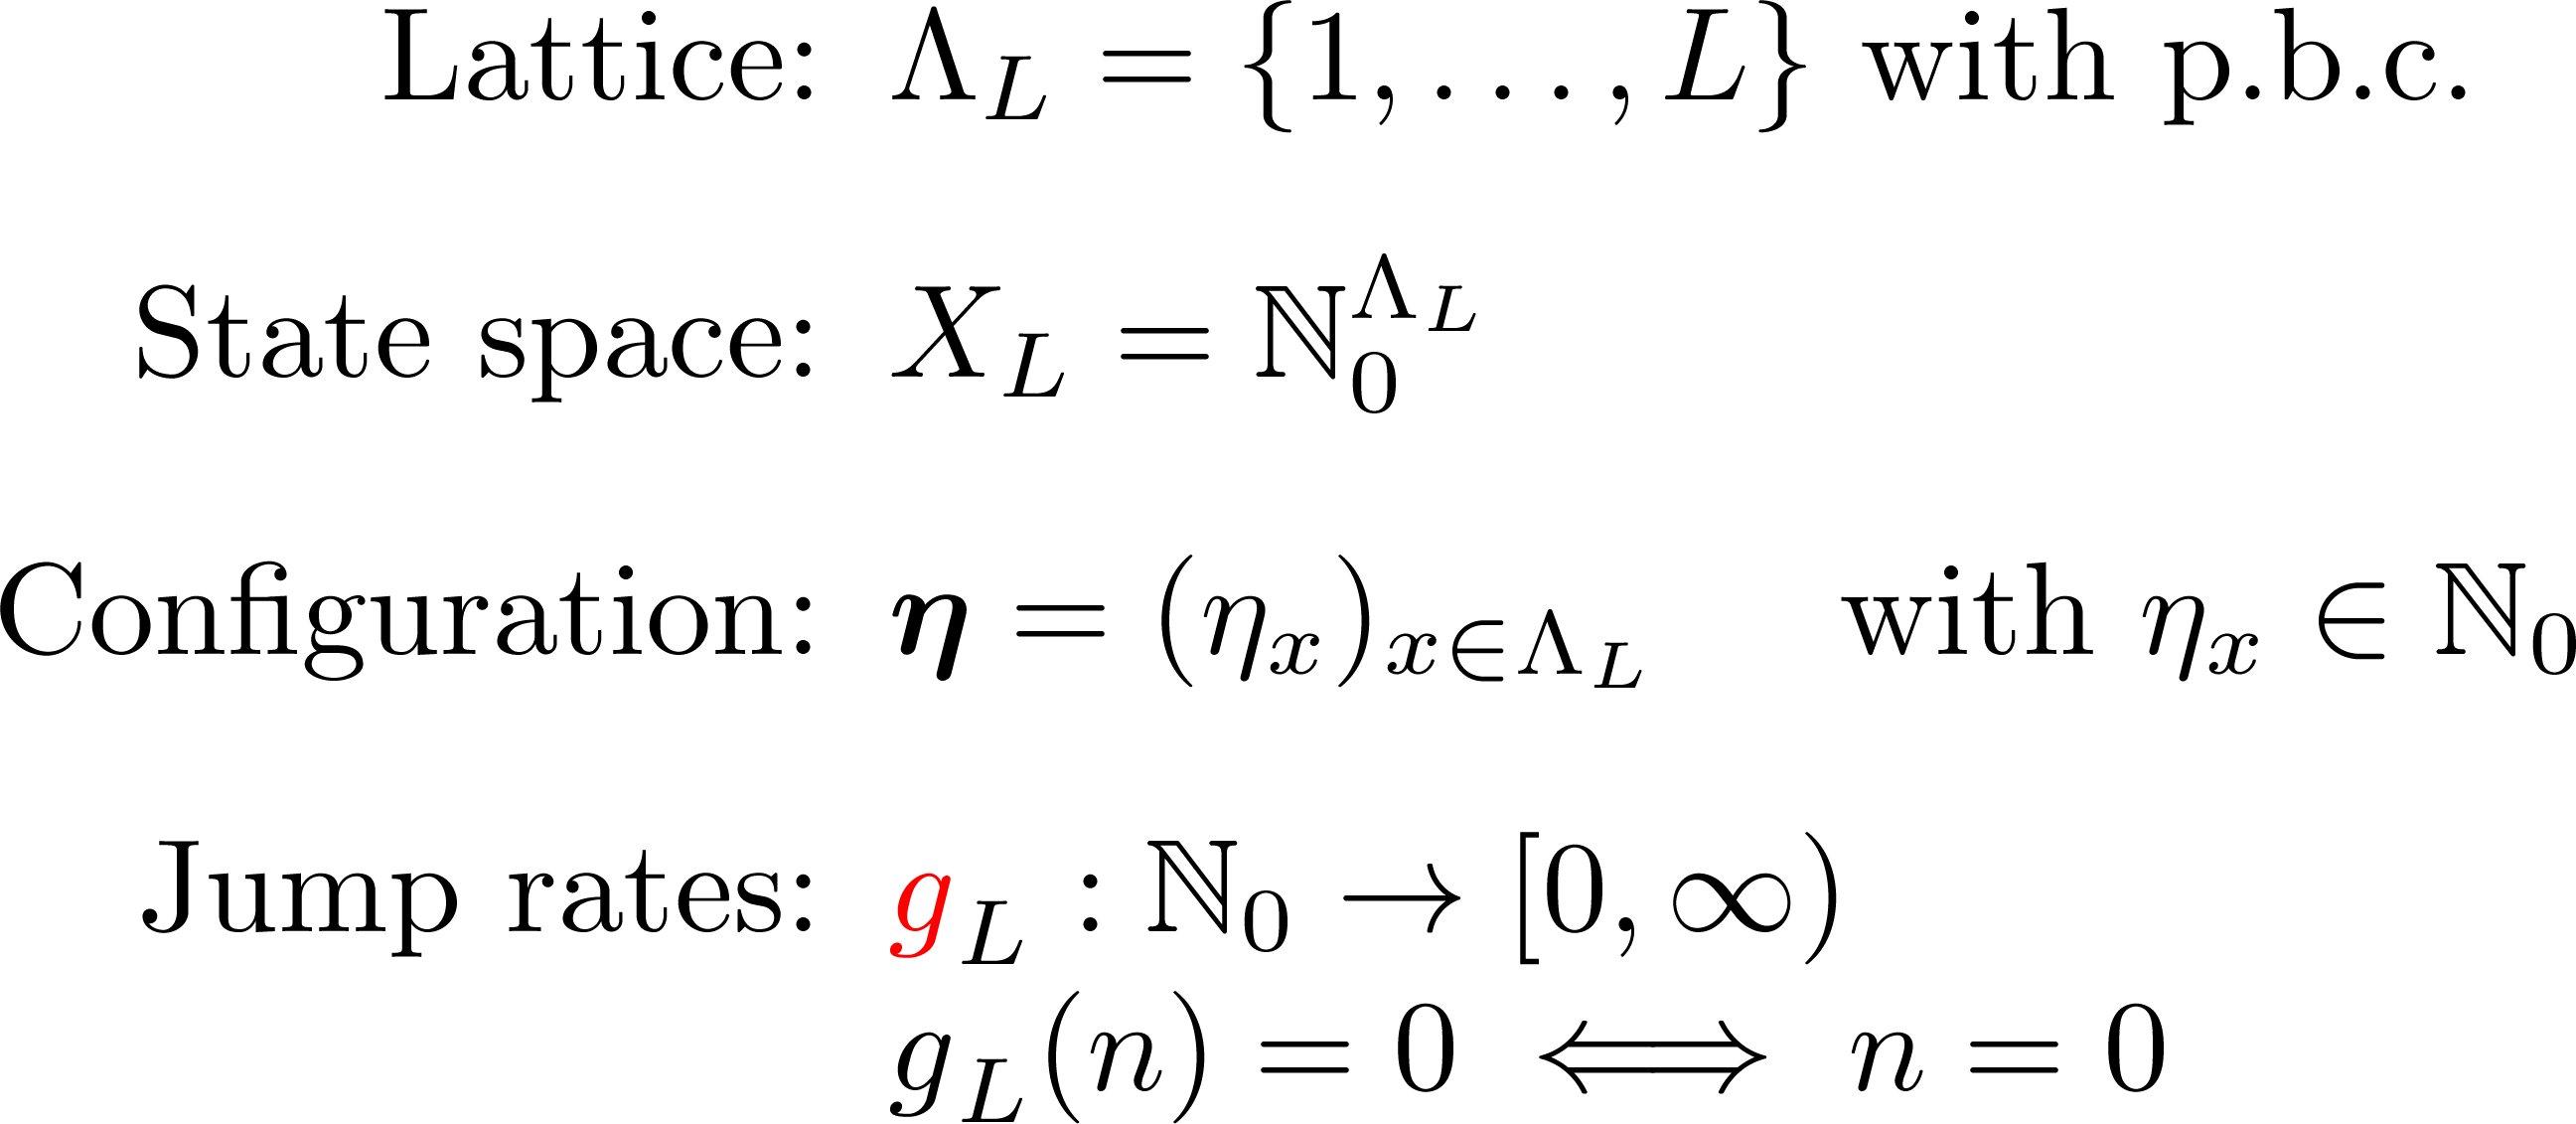 Lattice: Λ_L = {1, . . . , L} with p.b.c.
State space: X_L = ℕ_0^{Λ_L}
Configuration: η = (η_x)_{x∈Λ_L} with η_x ∈ ℕ_0
Jump rates: g_L : ℕ_0 → [0, ∞)
g_L(n) = 0 ⟺ n = 0